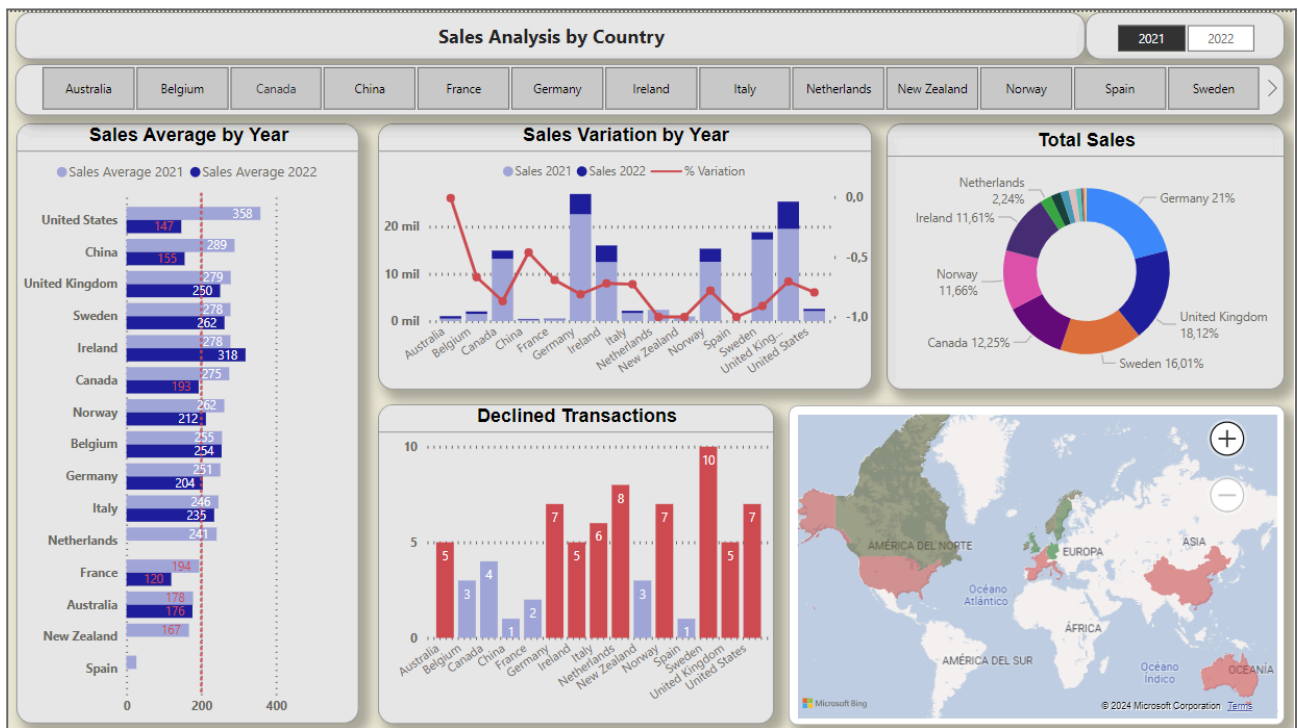 Sales Analysis by Country
2021 2022
Australia Belgium Canada China France Germany Ireland Italy Netherlands New Zealand Norway Spain Sweden
Sales Average by Year
Sales Average 2021 Sales Average 2022
United States 358
147
China 289
155
United Kingdom 279
250
Sweden 278
262
Ireland 278
318
Canada 275
193
Norway 262
212
Belgium 255
254
Germany 251
204
Italy 246
235
Netherlands 241
France 194
120
Australia 178
176
New Zealand 167
Spain
0 200 400
Sales Variation by Year
Sales 2021 Sales 2022 % Variation
20 mil
10 mil
0 mil
0,0
-0,5
-1,0
Australia
Belgium
Canada
China
France
Germany
Ireland
Italy
Netherlands
New Zealand
Norway
Spain
Sweden
United King...
United States
Total Sales
Netherlands
2,24%
Germany 21%
Ireland 11,61%
Norway
11,66%
United Kingdom
18,12%
Canada 12,25%
Sweden 16,01%
Declined Transactions
10
5
0
5 3 4 1 2 7 5 6 8 3 7 1 10 5 7
Australia
Belgium
Canada
China
France
Germany
Ireland
Italy
Netherlands
New Zealand
Norway
Spain
Sweden
United Kingdom
United States
AMÉRICA DEL NORTE
EUROPA
ASIA
Océano
Atlántico
ÁFRICA
AMÉRICA DEL SUR
Océano
Índico
OCEANÍA
Microsoft Bing
© 2024 Microsoft Corporation Terms